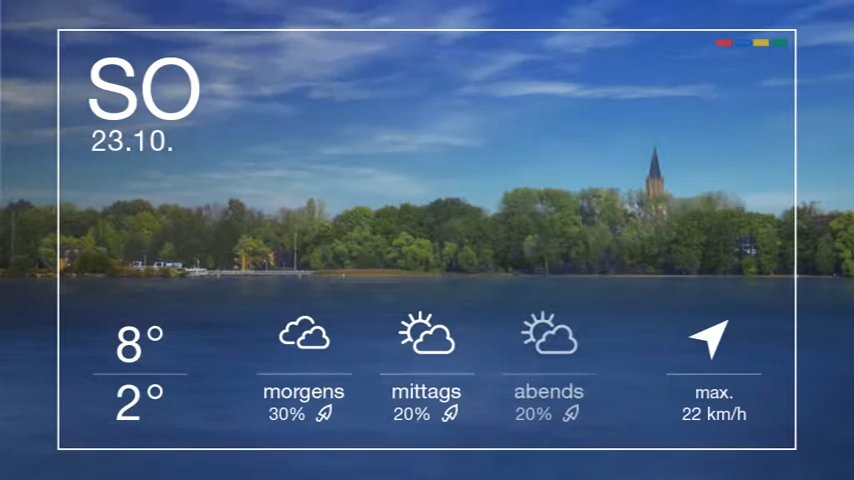 SO
23.10.
8°
2°
morgens
30%
mittags
20%
abends
20%
max.
22 km/h